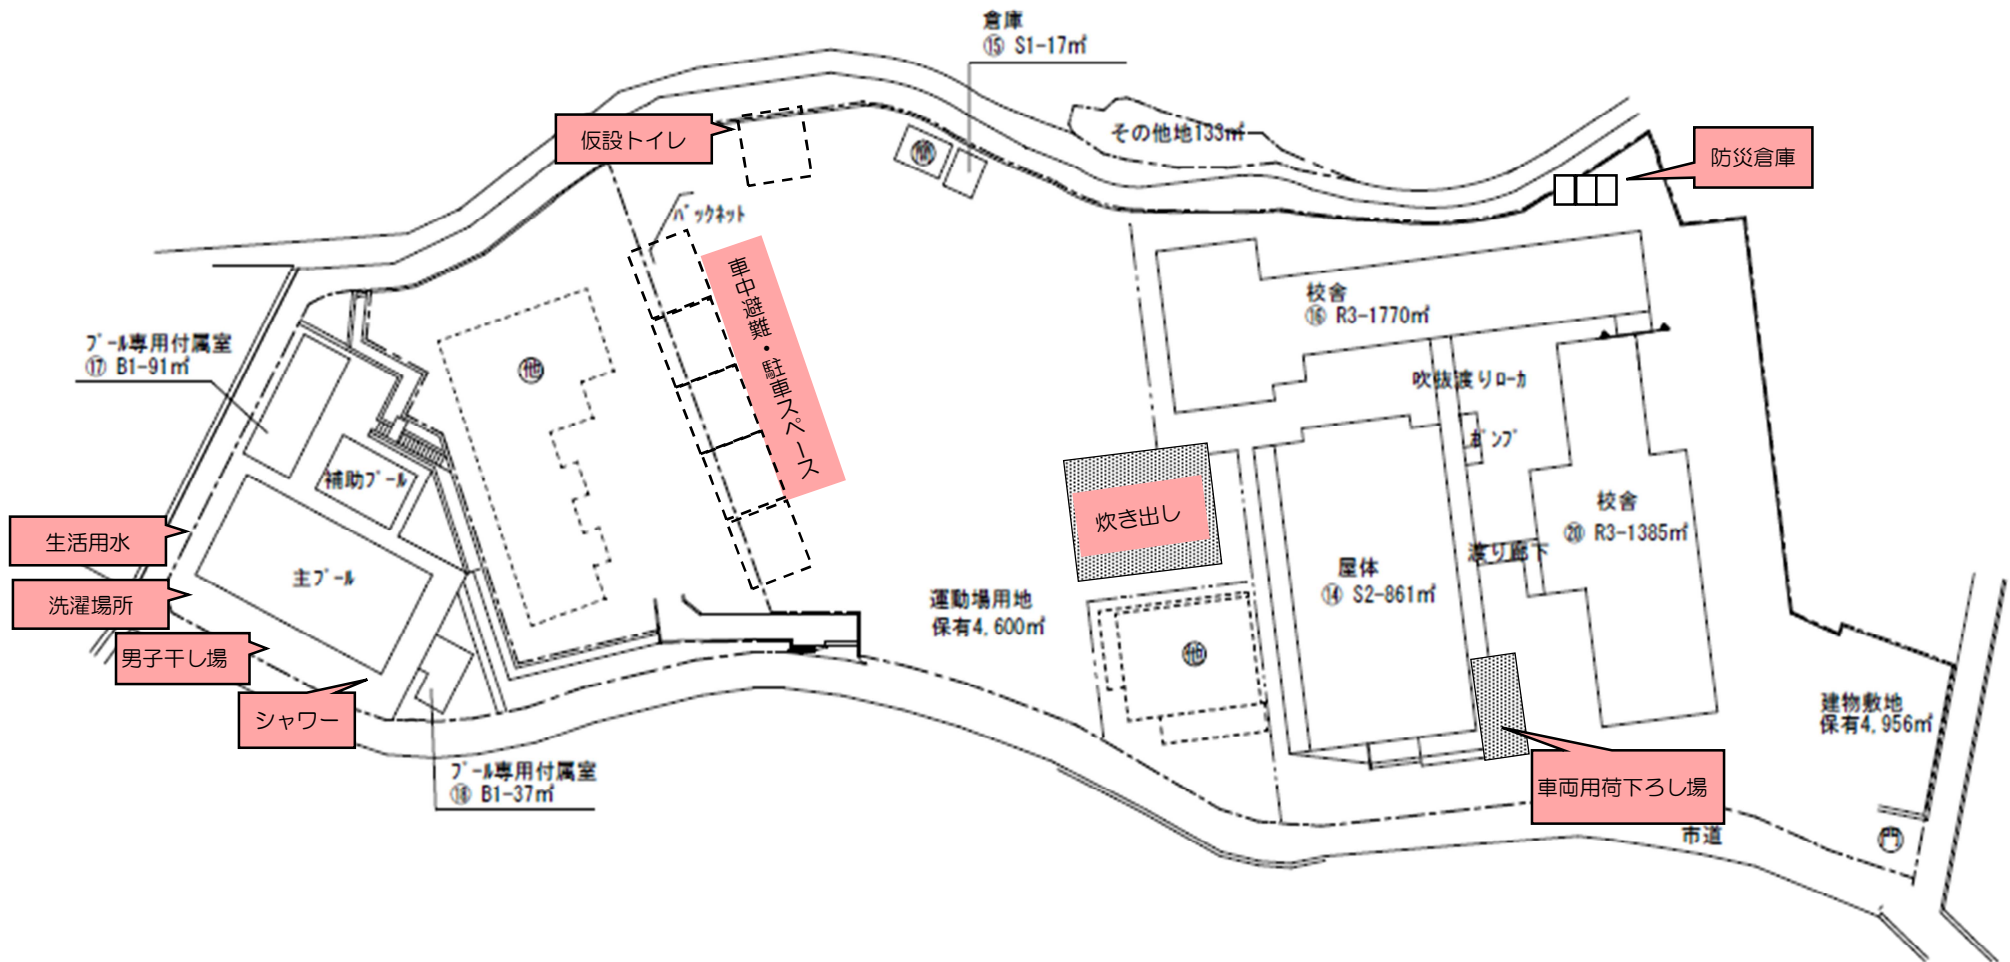 倉庫
⑮ S1-17㎡
仮設トイレ
その他地133㎡
防災倉庫
バックネット
車中避難・駐車スペース
校舎
⑯ R3-1770㎡
プール専用付属室
⑰ B1-91㎡
他
吹抜渡りローカ
ポンプ
補助プール
炊き出し
校舎
⑳ R3-1385㎡
生活用水
主プール
渡り廊下
屋体
⑭ S2-861㎡
洗濯場所
運動場用地
保有4,600㎡
男子干し場
他
シャワー
建物敷地
保有4,956㎡
プール専用付属室
⑱ B1-37㎡
車両用荷下ろし場
市道
門